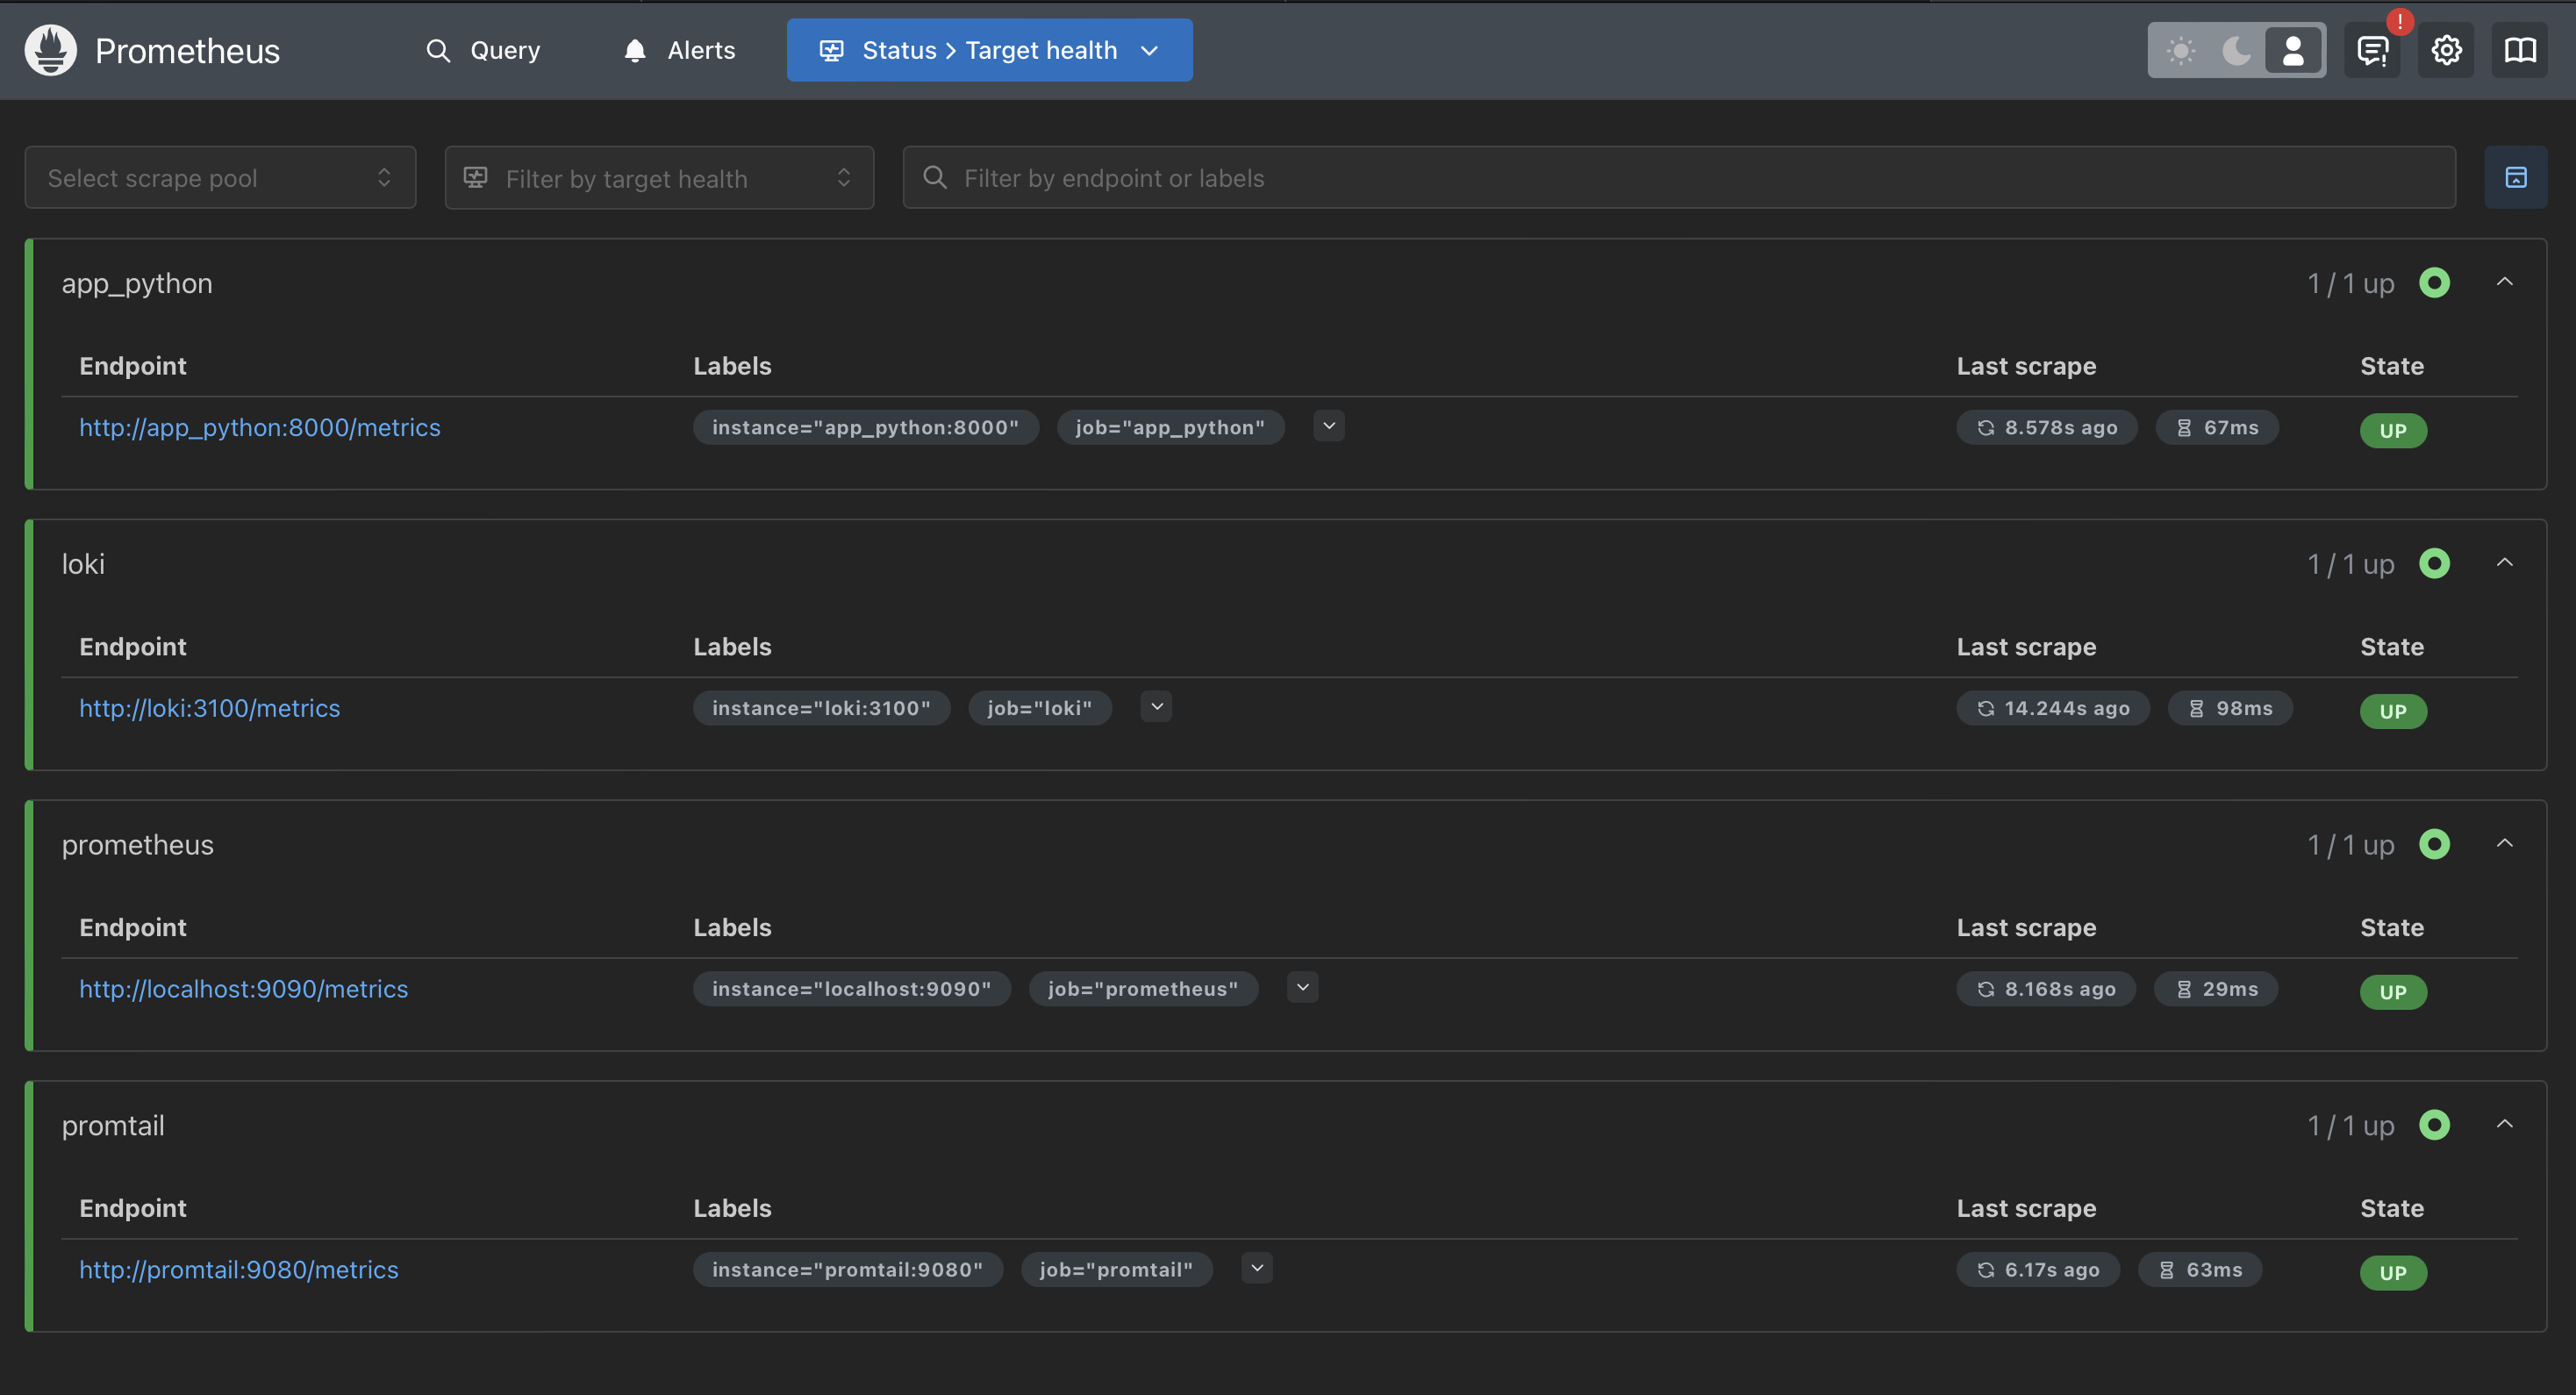 Prometheus Query Alerts Status > Target health !
Select scrape pool Filter by target health Filter by endpoint or labels
app_python 1 / 1 up
Endpoint Labels Last scrape State
http://app_python:8000/metrics instance="app_python:8000" job="app_python" 8.578s ago 67ms UP
loki 1 / 1 up
Endpoint Labels Last scrape State
http://loki:3100/metrics instance="loki:3100" job="loki" 14.244s ago 98ms UP
prometheus 1 / 1 up
Endpoint Labels Last scrape State
http://localhost:9090/metrics instance="localhost:9090" job="prometheus" 8.168s ago 29ms UP
promtail 1 / 1 up
Endpoint Labels Last scrape State
http://promtail:9080/metrics instance="promtail:9080" job="promtail" 6.17s ago 63ms UP